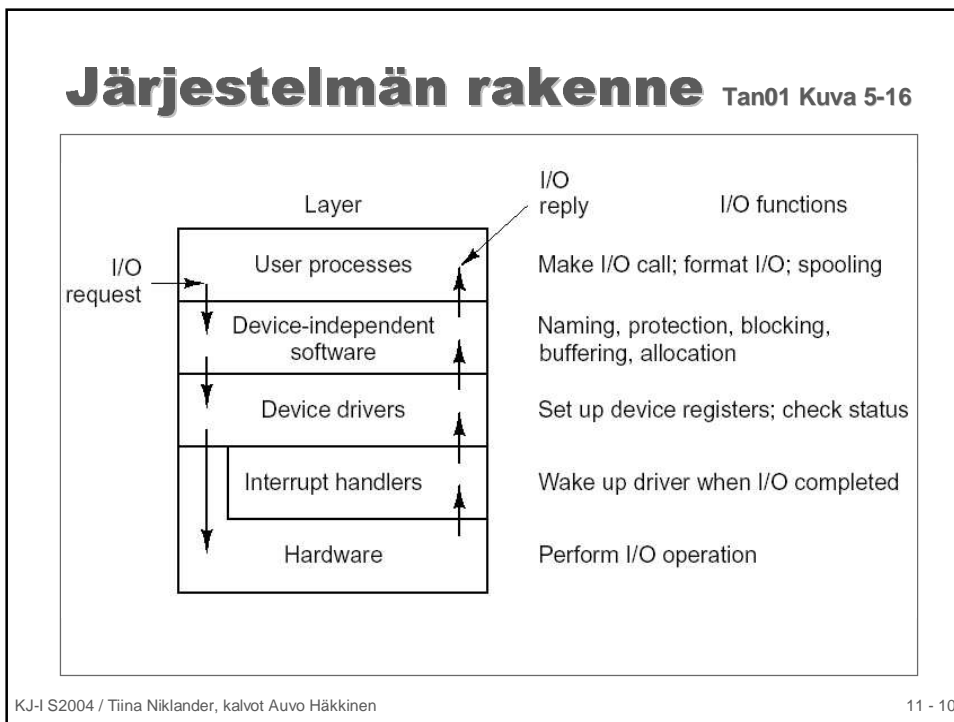 Järjestelmän rakenne Tan01 Kuva 5-16
Layer
I/O
reply
I/O functions
I/O
request
User processes
Make I/O call; format I/O; spooling
Device-independent
software
Naming, protection, blocking,
buffering, allocation
Device drivers
Set up device registers; check status
Interrupt handlers
Wake up driver when I/O completed
Hardware
Perform I/O operation
KJ-I S2004 / Tiina Niklander, kalvot Auvo Häkkinen
11 - 10